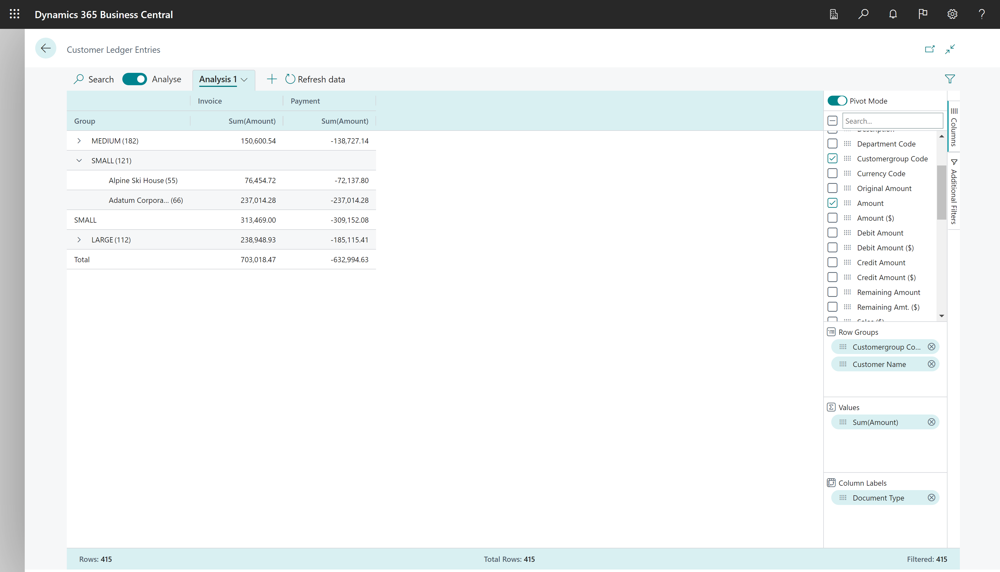 Dynamics 365 Business Central
Customer Ledger Entries
Search Analyse Analysis 1 Refresh data
Invoice Payment
Group Sum(Amount) Sum(Amount)
MEDIUM (182) 150,600.54 -138,727.14
SMALL (121)
Alpine Ski House (55) 76,454.72 -72,137.80
Adatum Corpora... (66) 237,014.28 -237,014.28
SMALL 313,469.00 -309,152.08
LARGE (112) 238,948.93 -185,115.41
Total 703,018.47 -632,994.63
Pivot Mode
Search...
Description
Department Code
Customergroup Code
Currency Code
Original Amount
Amount
Amount ($)
Debit Amount
Debit Amount ($)
Credit Amount
Credit Amount ($)
Remaining Amount
Remaining Amt. ($)
Sales ($)
Row Groups
Customergroup Co...
Customer Name
Values
Sum(Amount)
Column Labels
Document Type
Columns
Additional Filters
Rows: 415 Total Rows: 415 Filtered: 415